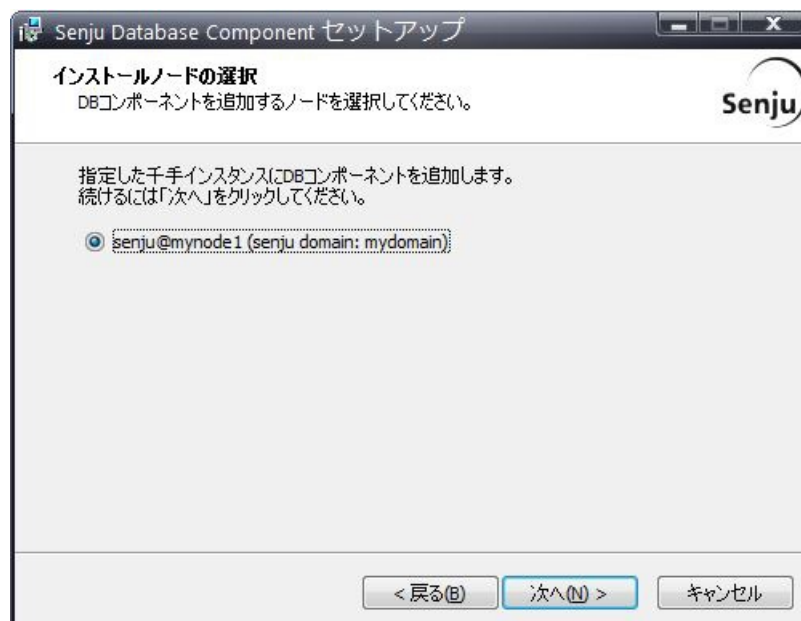 Senju Database Component セットアップ
インストールノードの選択
DBコンポーネントを追加するノードを選択してください。
Senju
指定した千手インスタンスにDBコンポーネントを追加します。
続けるには「次へ」をクリックしてください。
senju@mynode1 (senju domain: mydomain)
< 戻る(B)
次へ(N) >
キャンセル